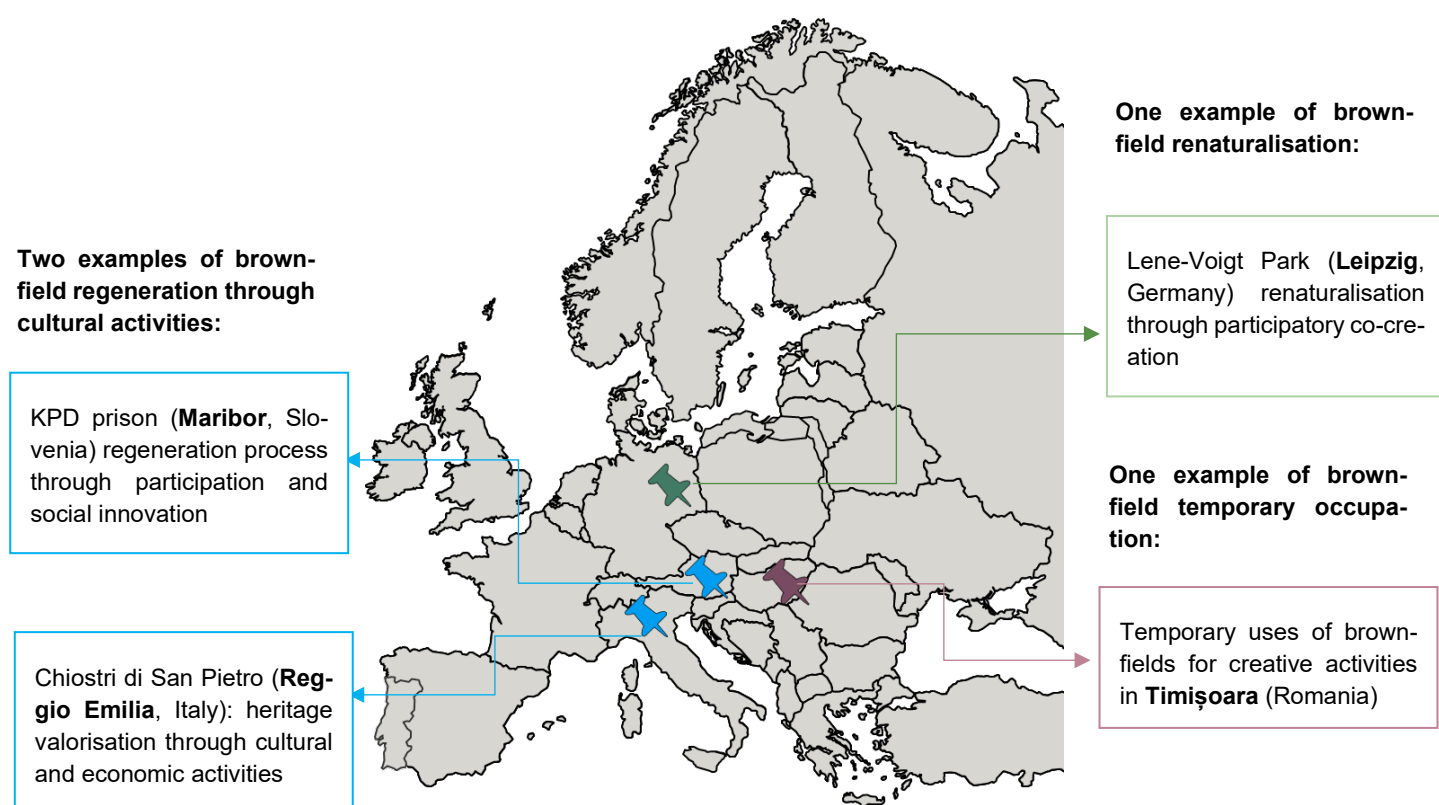 Two examples of brown-
field regeneration through
cultural activities:
KPD prison (Maribor, Slo-
venia) regeneration process
through participation and
social innovation
Chiostri di San Pietro (Reg-
gio Emilia, Italy): heritage
valorisation through cultural
and economic activities
One example of brown-
field renaturalisation:
Lene-Voigt Park (Leipzig,
Germany) renaturalisation
through participatory co-cre-
ation
One example of brown-
field temporary occupa-
tion:
Temporary uses of brown-
fields for creative activities
in Timișoara (Romania)